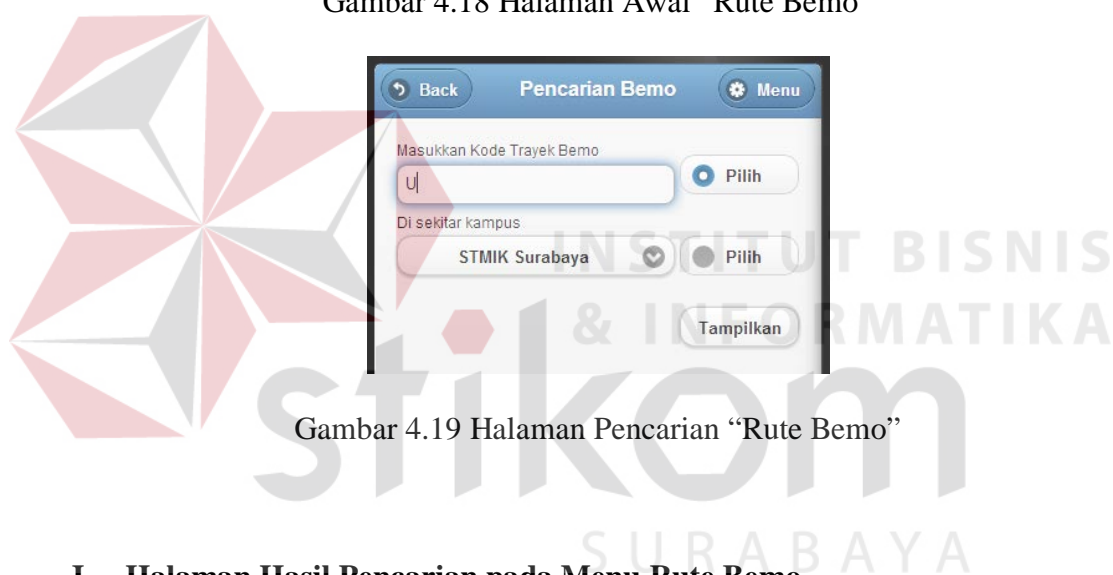 Gambar 4.18 Halaman Awal "Rute Bemo
Back Pencarian Bemo Menu
Masukkan Kode Trayek Bemo
U Pilih
Di sekitar kampus
STMIK Surabaya Pilih
Tampilkan
INSTITUT BISNIS
& INFORMATIKA
stikom
SURABAYA
Gambar 4.19 Halaman Pencarian “Rute Bemo”
I. Halaman Hasil Pencarian pada Menu Rute Bemo